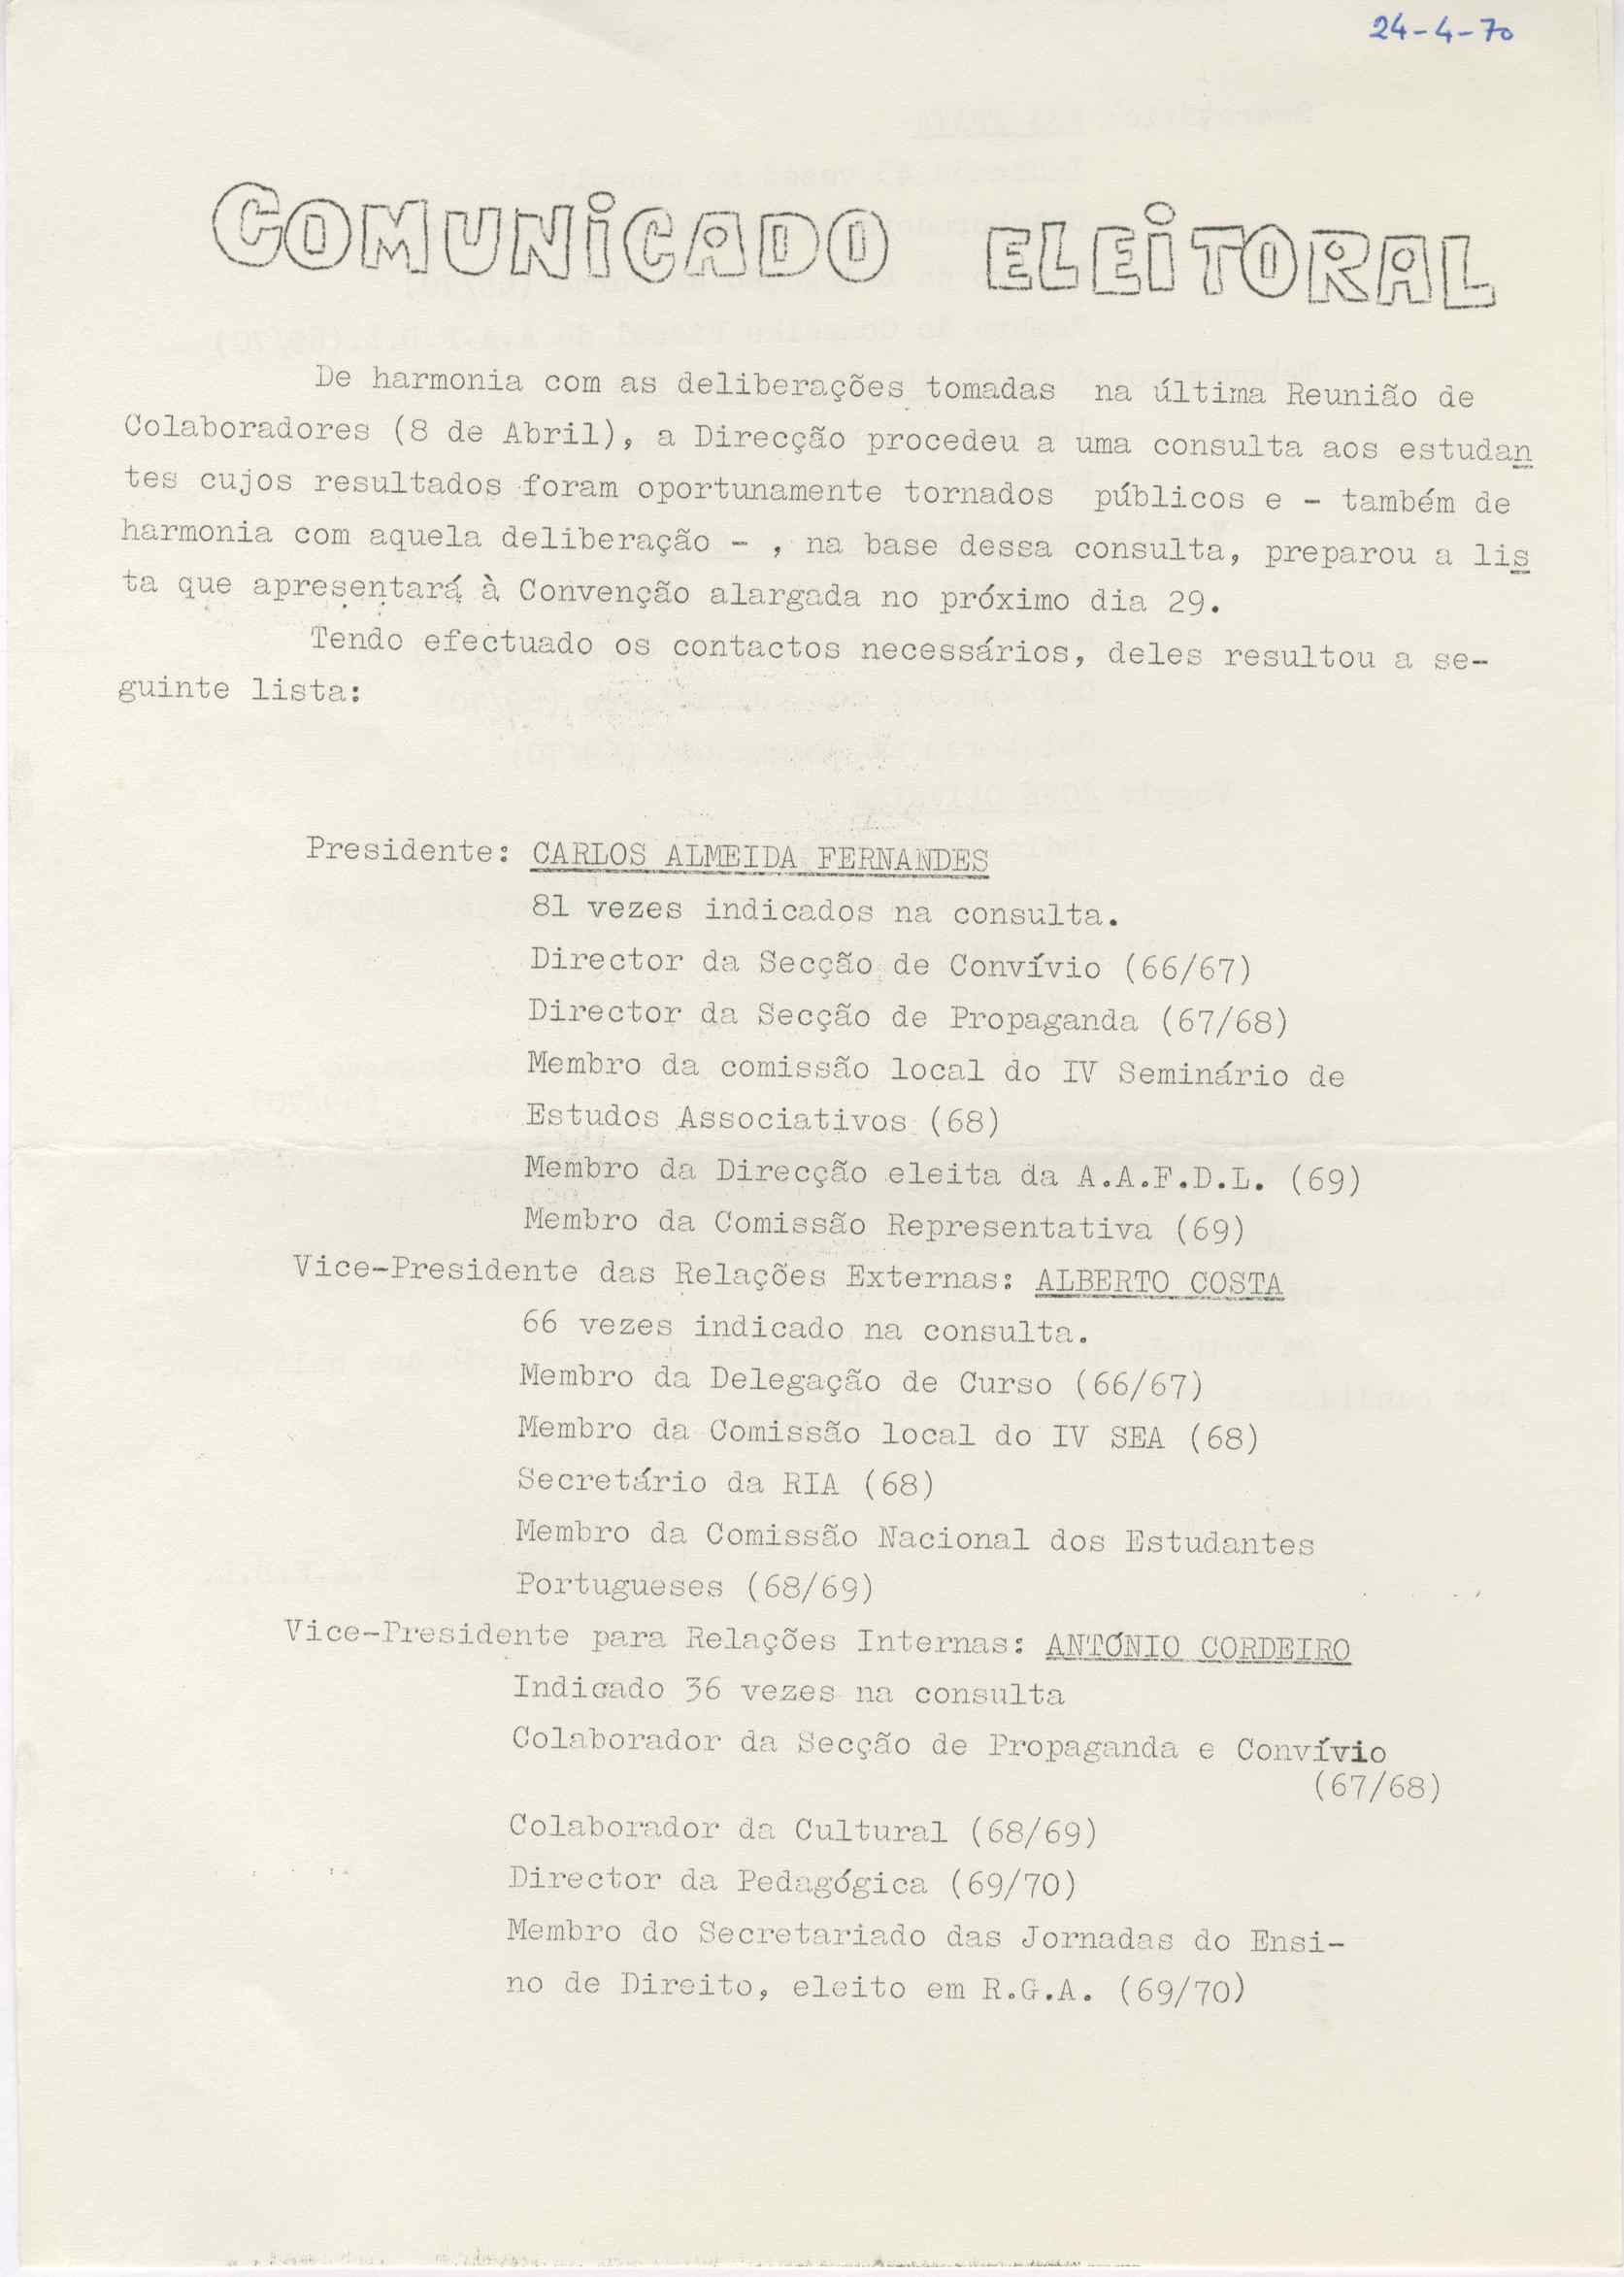 24-4-70
COMUNICADO ELEITORAL
De harmonia com as deliberações tomadas na última Reunião de
Colaboradores (8 de Abril), a Direcção procedeu a uma consulta aos estudan
tes cujos resultados foram oportunamente tornados públicos e - também de
harmonia com aquela deliberação - , na base dessa consulta, preparou a lis
ta que apresentará à Convenção alargada no próximo dia 29.
Tendo efectuado os contactos necessários, deles resultou a se-
guinte lista:
Presidente: CARLOS ALMEIDA FERNANDES
81 vezes indicados na consulta.
Director da Secção de Convívio (66/67)
Director da Secção de Propaganda (67/68)
Membro da comissão local do IV Seminário de
Estudos Associativos (68)
Membro da Direcção eleita da A.A.F.D.L. (69)
Membro da Comissão Representativa (69)
Vice-Presidente das Relações Externas: ALBERTO COSTA
66 vezes indicado na consulta.
Membro da Delegação de Curso (66/67)
Membro da Comissão local do IV SEA (68)
Secretário da RIA (68)
Membro da Comissão Nacional dos Estudantes
Portugueses (68/69)
Vice-Presidente para Relações Internas: ANTÓNIO CORDEIRO
Indicado 36 vezes na consulta
Colaborador da Secção de Propaganda e Convívio
(67/68)
Colaborador da Cultural (68/69)
Director da Pedagógica (69/70)
Membro do Secretariado das Jornadas do Ensi-
no de Direito, eleito em R.G.A. (69/70)